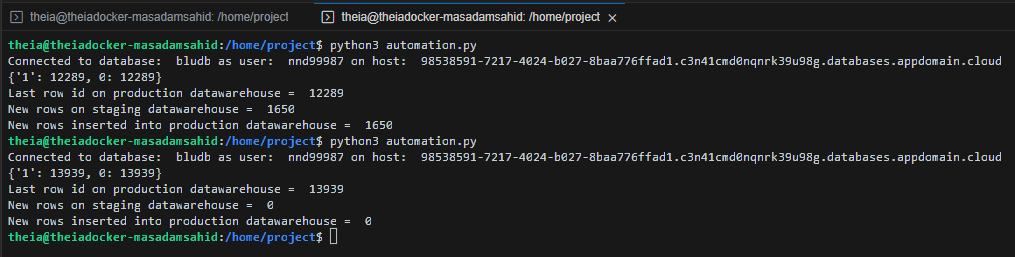 theia@theiadocker-masadamsahid: /home/project theia@theiadocker-masadamsahid: /home/project ×
theia@theiadocker-masadamsahid:/home/project$ python3 automation.py
Connected to database:  bludb as user:  nnd99987 on host:  98538591-7217-4024-b027-8baa776ffad1.c3n41cmd0nqnrk39u98g.databases.appdomain.cloud
{'1': 12289, 0: 12289}
Last row id on production datawarehouse =  12289
New rows on staging datawarehouse =  1650
New rows inserted into production datawarehouse =  1650
theia@theiadocker-masadamsahid:/home/project$ python3 automation.py
Connected to database:  bludb as user:  nnd99987 on host:  98538591-7217-4024-b027-8baa776ffad1.c3n41cmd0nqnrk39u98g.databases.appdomain.cloud
{'1': 13939, 0: 13939}
Last row id on production datawarehouse =  13939
New rows on staging datawarehouse =  0
New rows inserted into production datawarehouse =  0
theia@theiadocker-masadamsahid:/home/project$